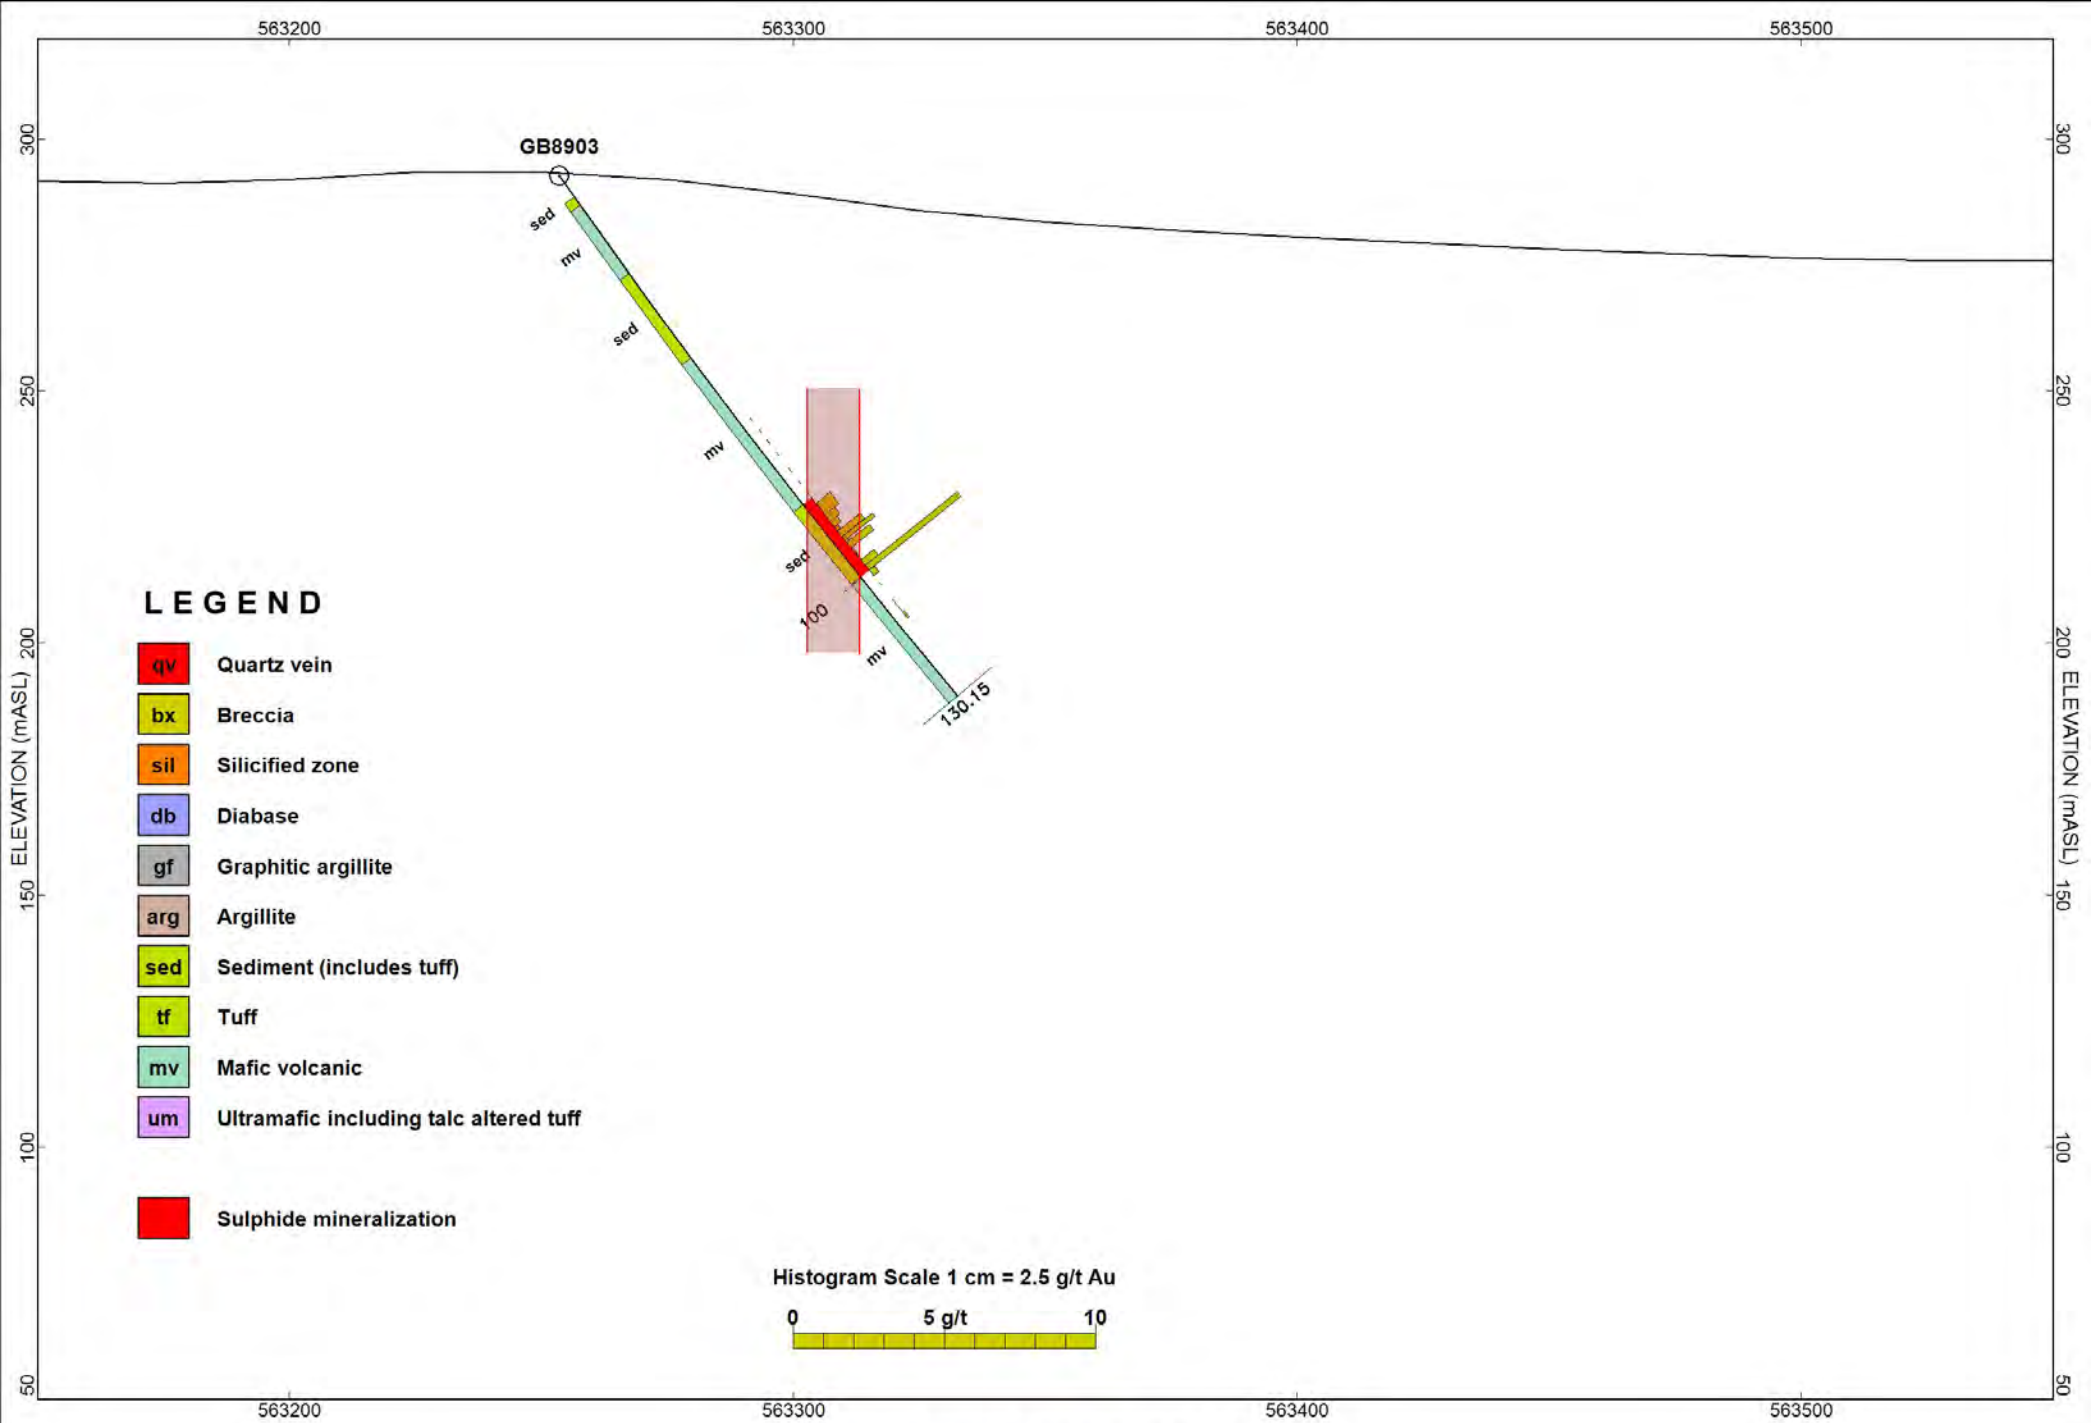 563200 563300 563400 563500
300 300
GB8903
sed
mv
sed
250 250
mv
sed
100
mv
130.15
200 200
ELEVATION (mASL) ELEVATION (mASL)
150 150
100 100
50 50
LEGEND
qv Quartz vein
bx Breccia
sil Silicified zone
db Diabase
gf Graphitic argillite
arg Argillite
sed Sediment (includes tuff)
tf Tuff
mv Mafic volcanic
um Ultramafic including talc altered tuff
Sulphide mineralization
Histogram Scale 1 cm = 2.5 g/t Au
0 5 g/t 10
563200 563300 563400 563500